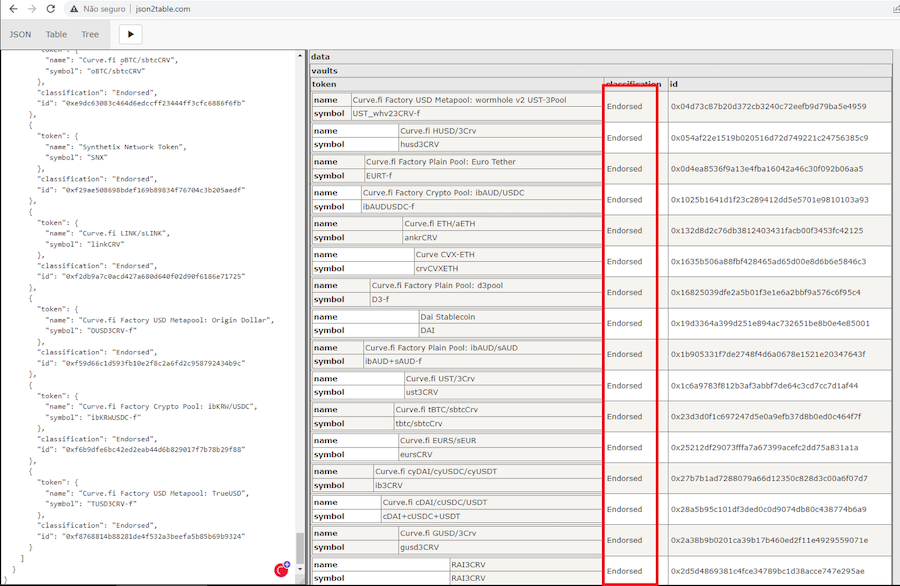 Não seguro | json2table.com
JSON Table Tree
"name": "Curve.fi oBTC/sbtcCRV",
"symbol": "oBTC/sbtcCRV"
},
"classification": "Endorsed",
"id": "0xe9dc63083c464d6edccff23444ff3cfc6886f6fb"
},
{
"token": {
"name": "Synthetix Network Token",
"symbol": "SNX"
},
"classification": "Endorsed",
"id": "0xf29ae508698bdef169b89834f76704c3b205aedf"
},
{
"token": {
"name": "Curve.fi LINK/sLINK",
"symbol": "linkCRV"
},
"classification": "Endorsed",
"id": "0xf2db9a7c0acd427a680d640f02d90f6186e71725"
},
{
"token": {
"name": "Curve.fi Factory USD Metapool: Origin Dollar",
"symbol": "OUSD3CRV-f"
},
"classification": "Endorsed",
"id": "0xf59d66c1d593fb10e2f8c2a6fd2c958792434b9c"
},
{
"token": {
"name": "Curve.fi Factory Crypto Pool: ibKRW/USDC",
"symbol": "ibKRWUSDC-f"
},
"classification": "Endorsed",
"id": "0xf6b9dfe6bc42ed2eab44d6b829017f7b78b29f88"
},
{
"token": {
"name": "Curve.fi Factory USD Metapool: TrueUSD",
"symbol": "TUSD3CRV-f"
},
"classification": "Endorsed",
"id": "0xf8768814b88281de4f532a3beefa5b85b69b9324"
}
]
}
}
data
vaults
token classification id
name Curve.fi Factory USD Metapool: wormhole v2 UST-3Pool
symbol UST_whv23CRV-f
Endorsed 0x04d73c87b20d372cb3240c72eefb9d79ba5e4959
name Curve.fi HUSD/3Crv
symbol husd3CRV
Endorsed 0x054af22e1519b020516d72d749221c24756385c9
name Curve.fi Factory Plain Pool: Euro Tether
symbol EURT-f
Endorsed 0x0d4ea8536f9a13e4fba16042a46c30f092b06aa5
name Curve.fi Factory Crypto Pool: ibAUD/USDC
symbol ibAUDUSDC-f
Endorsed 0x1025b1641d1f23c289412dd5e5701e9810103a93
name Curve.fi ETH/aETH
symbol ankrCRV
Endorsed 0x132d8d2c76db3812403431facb00f3453fc42125
name Curve CVX-ETH
symbol crvCVXETH
Endorsed 0x1635b506a88fbf428465ad65d00e8d6b6e5846c3
name Curve.fi Factory Plain Pool: d3pool
symbol D3-f
Endorsed 0x16825039dfe2a5b01f3e1e6a2bbf9a576c6f95c4
name Dai Stablecoin
symbol DAI
Endorsed 0x19d3364a399d251e894ac732651be8b0e4e85001
name Curve.fi Factory Plain Pool: ibAUD/sAUD
symbol ibAUD+sAUD-f
Endorsed 0x1b905331f7de2748f4d6a0678e1521e20347643f
name Curve.fi UST/3Crv
symbol ust3CRV
Endorsed 0x1c6a9783f812b3af3abbf7de64c3cd7cc7d1af44
name Curve.fi tBTC/sbtcCrv
symbol tbtc/sbtcCrv
Endorsed 0x23d3d0f1c697247d5e0a9efb37d8b0ed0c464f7f
name Curve.fi EURS/sEUR
symbol eursCRV
Endorsed 0x25212df29073fffa7a67399acefc2dd75a831a1a
name Curve.fi cyDAI/cyUSDC/cyUSDT
symbol ib3CRV
Endorsed 0x27b7b1ad7288079a66d12350c828d3c00a6f07d7
name Curve.fi cDAI/cUSDC/USDT
symbol cDAI+cUSDC+USDT
Endorsed 0x28a5b95c101df3ded0c0d9074db80c438774b6a9
name Curve.fi GUSD/3Crv
symbol gusd3CRV
Endorsed 0x2a38b9b0201ca39b17b460ed2f11e4929559071e
name RAI3CRV
symbol RAI3CRV
Endorsed 0x2d5d4869381c4fce34789bc1d38acce747e295ae